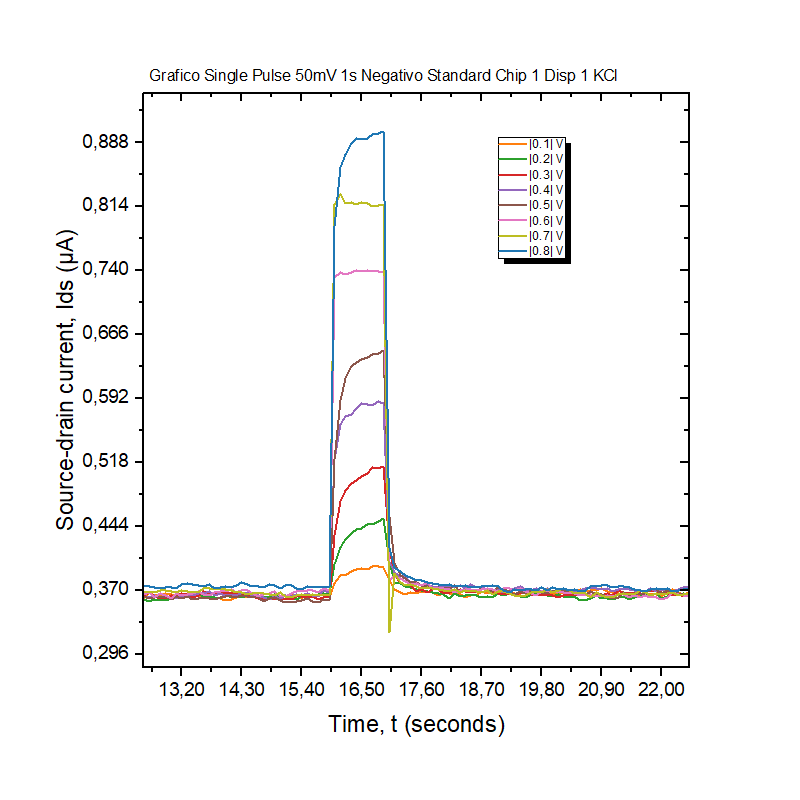 Grafico Single Pulse 50mV 1s Negativo Standard Chip 1 Disp 1 KCl
|0.1| V
|0.2| V
|0.3| V
|0.4| V
|0.5| V
|0.6| V
|0.7| V
|0.8| V
Source-drain current, Ids (µA)
0,888
0,814
0,740
0,666
0,592
0,518
0,444
0,370
0,296
13,20 14,30 15,40 16,50 17,60 18,70 19,80 20,90 22,00
Time, t (seconds)